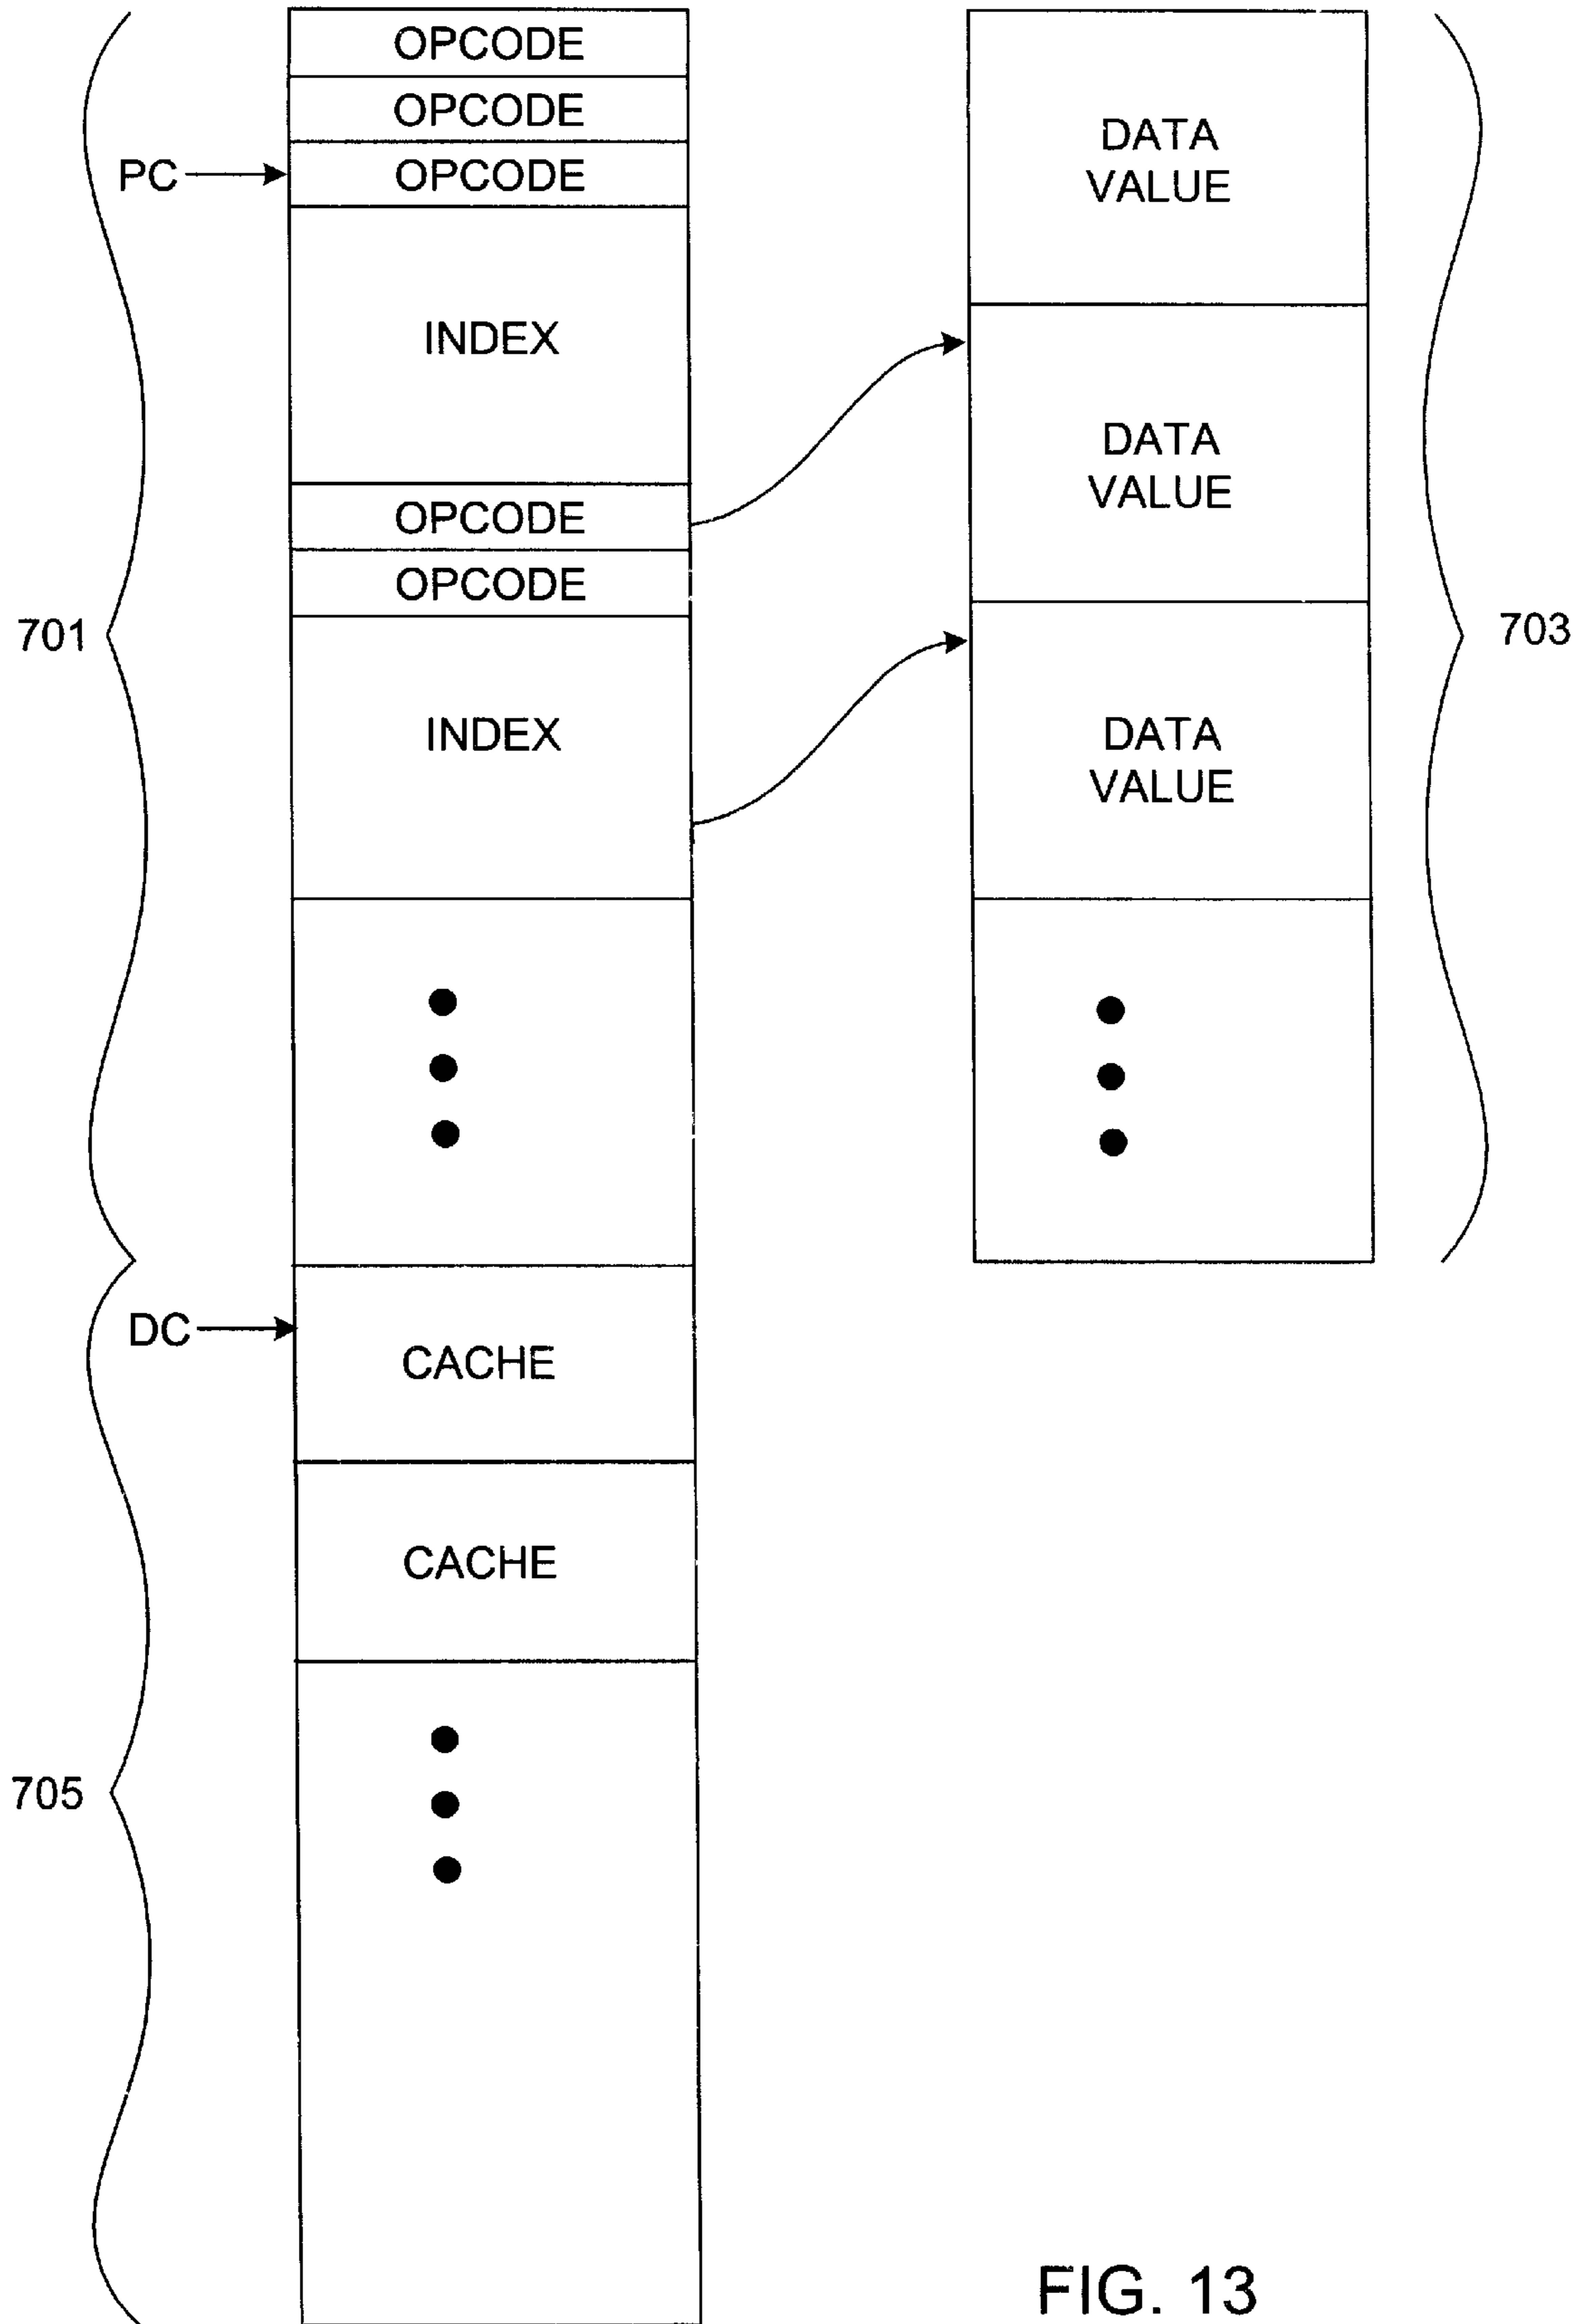 OPCODE
OPCODE
PC
OPCODE
INDEX
OPCODE
OPCODE
701
INDEX
DC
CACHE
CACHE
705
DATA
VALUE
DATA
VALUE
703
DATA
VALUE
FIG. 13